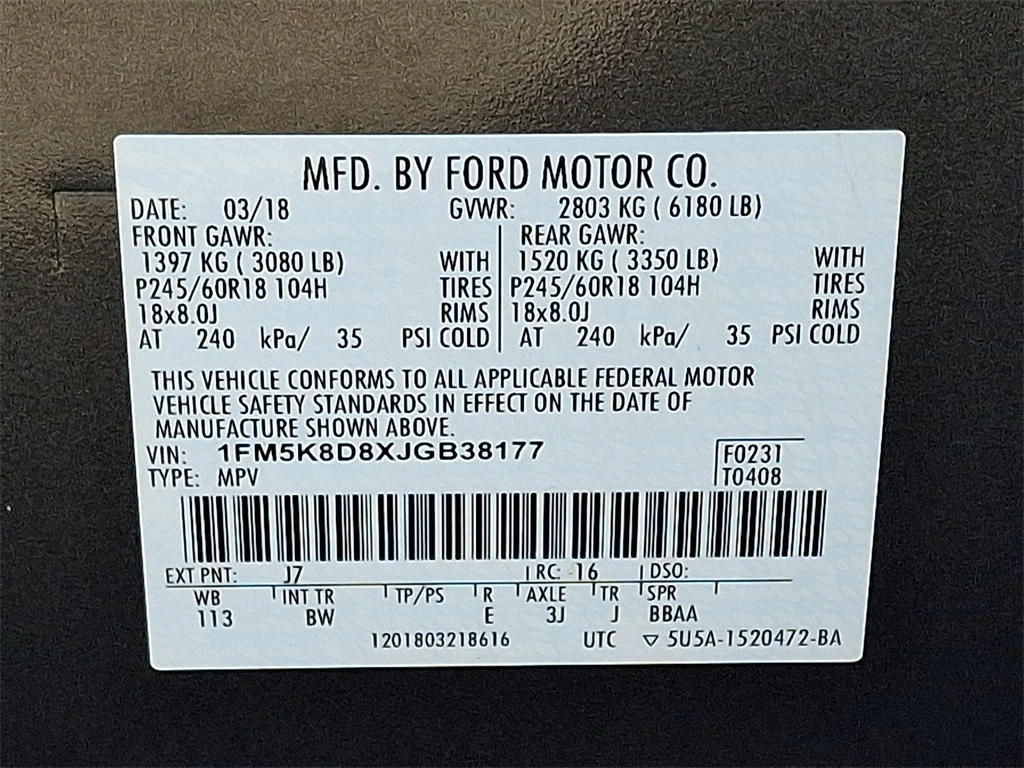 MFD. BY FORD MOTOR CO.
DATE: 03/18 GVWR: 2803 KG ( 6180 LB)
FRONT GAWR: REAR GAWR:
1397 KG ( 3080 LB) WITH 1520 KG ( 3350 LB) WITH
P245/60R18 104H TIRES P245/60R18 104H TIRES
18x8.0J RIMS 18x8.0J RIMS
AT 240 kPa/ 35 PSI COLD AT 240 kPa/ 35 PSI COLD
THIS VEHICLE CONFORMS TO ALL APPLICABLE FEDERAL MOTOR
VEHICLE SAFETY STANDARDS IN EFFECT ON THE DATE OF
MANUFACTURE SHOWN ABOVE.
VIN: 1FM5K8D8XJGB38177 F0231
TYPE: MPV T0408
EXT PNT: J7 RC: 16 DSO:
WB INT TR TP/PS R AXLE TR SPR
113 BW E 3J J BBAA
1201803218616 UTC ▽ 5U5A-1520472-BA